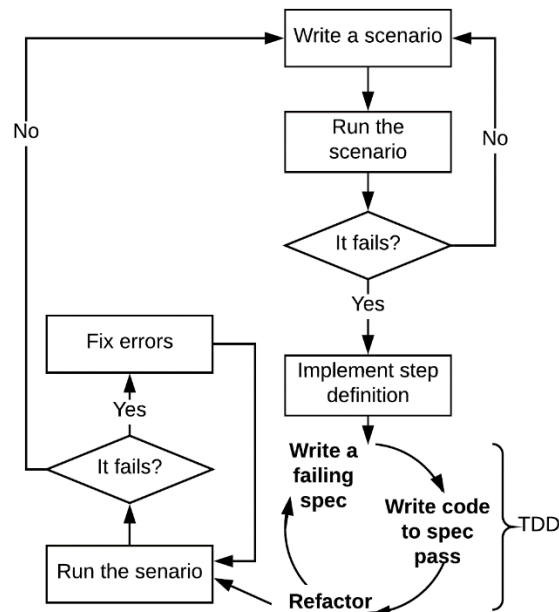 Write a scenario
No
Run the
scenario
No
It fails?
Yes
Fix errors
Implement step
definition
Yes
Write a
failing
spec
It fails?
Write code
to spec
pass
TDD
Run the senario
Refactor